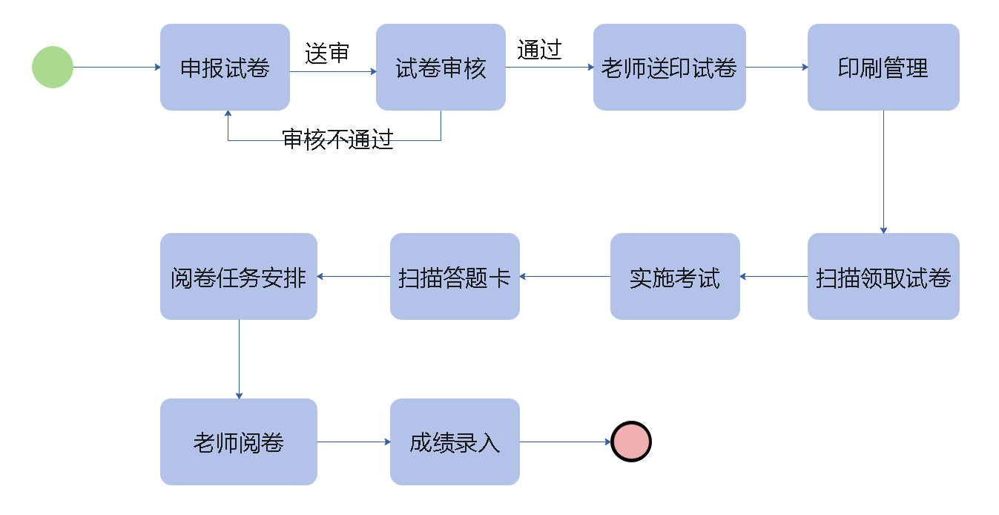 申报试卷
送审
试卷审核
通过
老师送印试卷
印刷管理
审核不通过
阅卷任务安排
扫描答题卡
实施考试
扫描领取试卷
老师阅卷
成绩录入